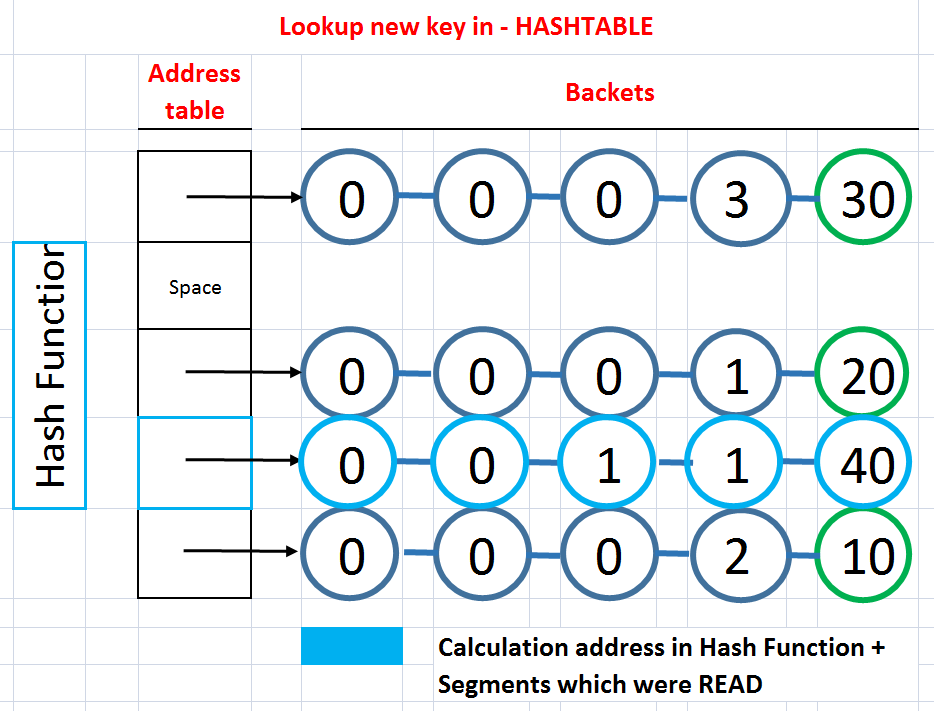 Lookup new key in - HASHTABLE
Address
table
Backets
Hash Function
0 0 0 3 30
Space
0 0 0 1 20
0 0 1 1 40
0 0 0 2 10
Calculation address in Hash Function +
Segments which were READ